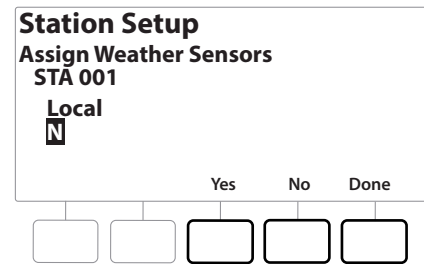 Station Setup
Assign Weather Sensors
STA 001
Local
N
Yes No Done